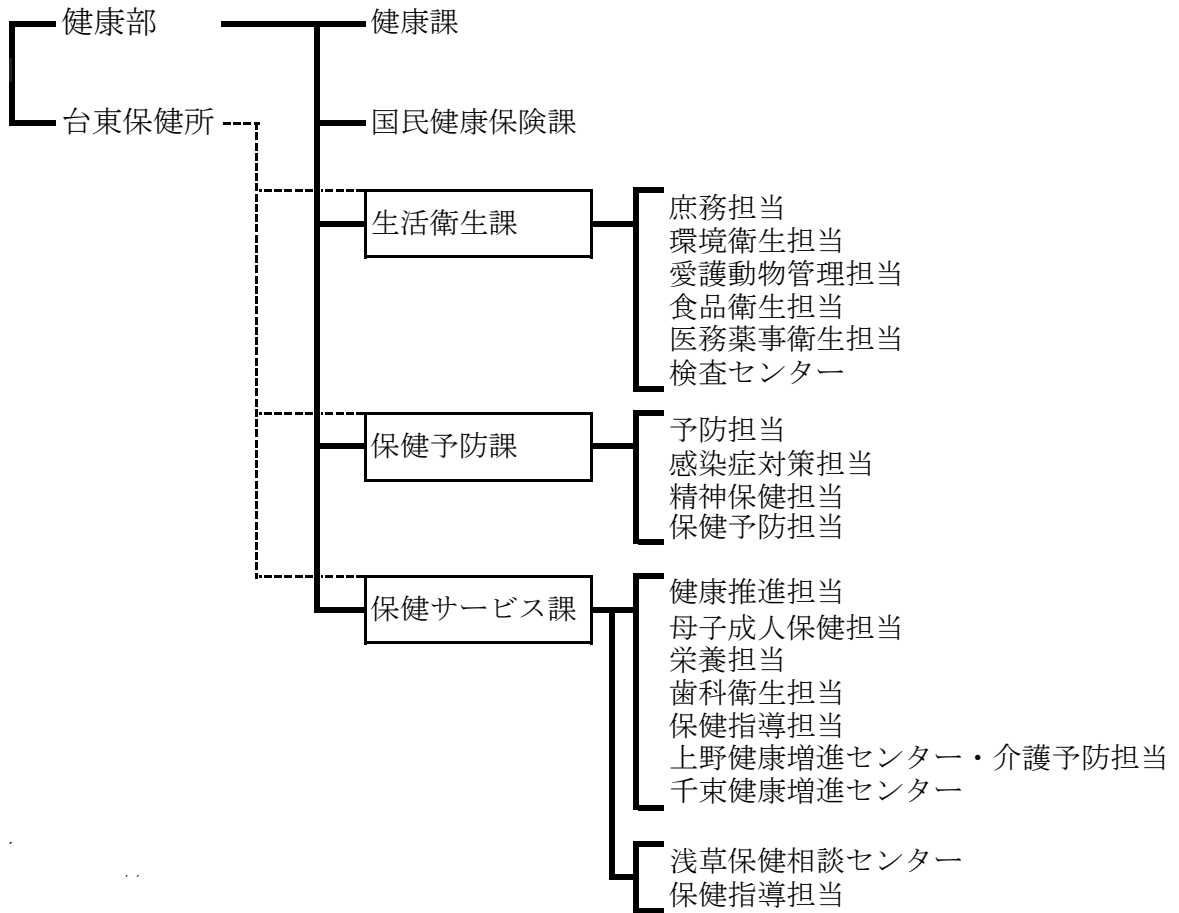 健康部
健康課
台東保健所
国民健康保険課
生活衛生課
庶務担当
環境衛生担当
愛護動物管理担当
食品衛生担当
医務薬事衛生担当
検査センター
保健予防課
予防担当
感染症対策担当
精神保健担当
保健予防担当
保健サービス課
健康推進担当
母子成人保健担当
栄養担当
歯科衛生担当
保健指導担当
上野健康増進センター・介護予防担当
千束健康増進センター
浅草保健相談センター
保健指導担当